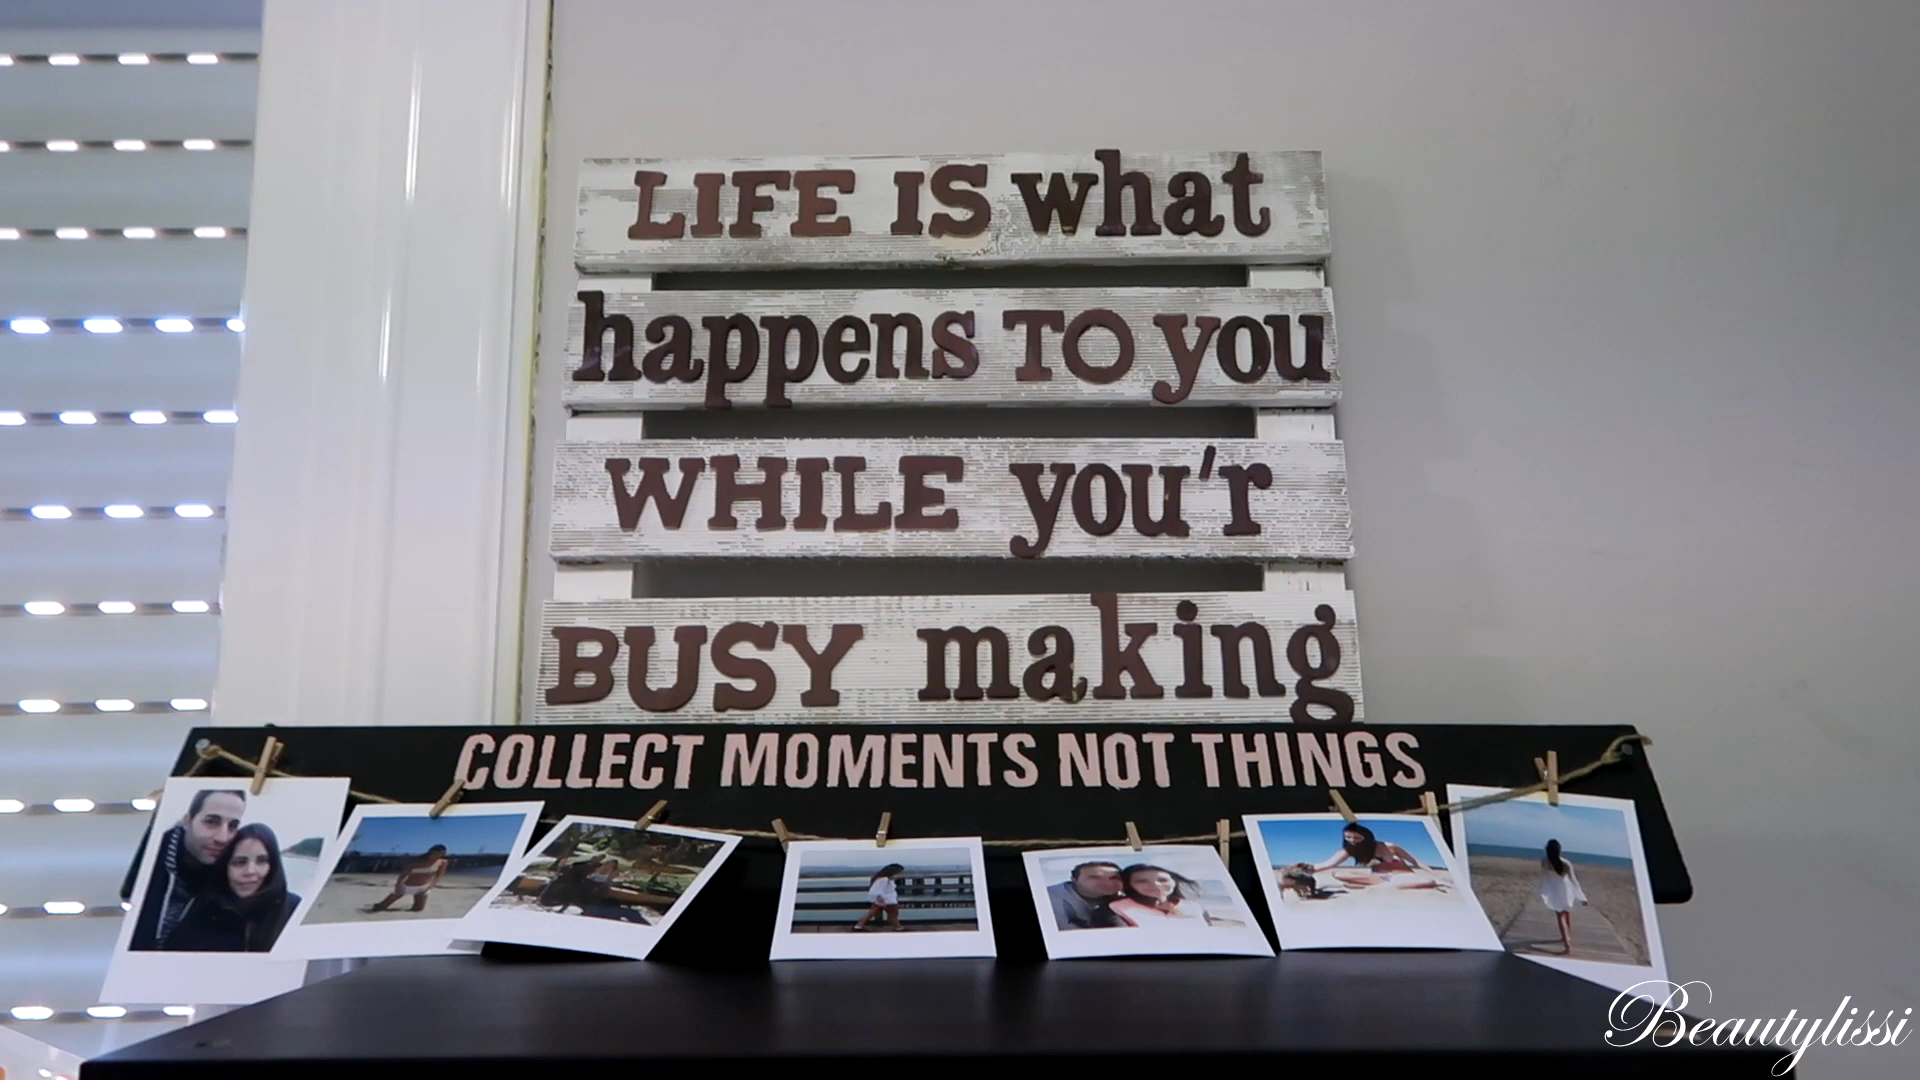 LIFE IS what
happens TO you
WHILE you'r
BUSY making
COLLECT MOMENTS NOT THINGS
Beautylissi